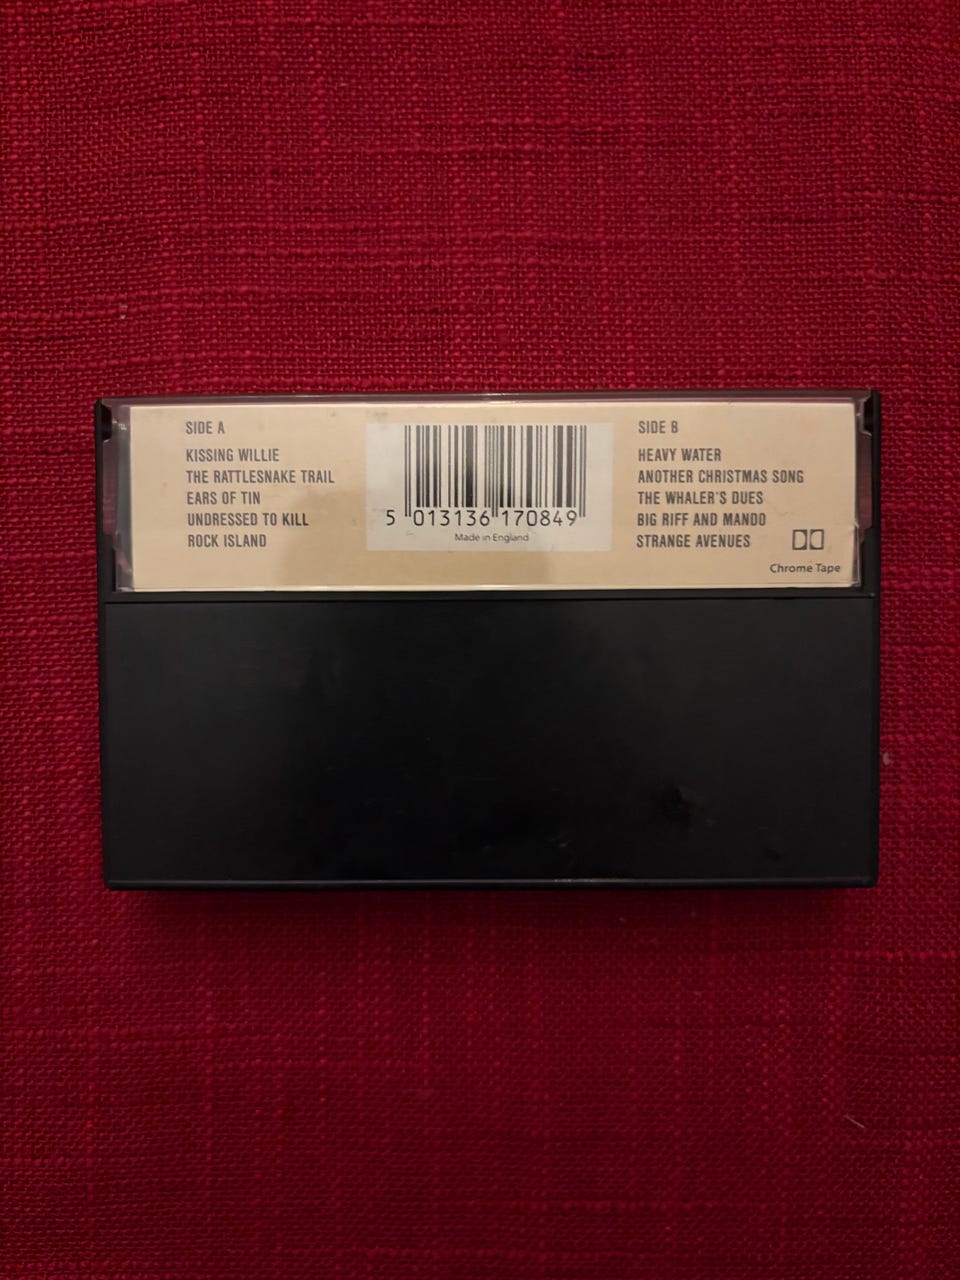 SIDE A
KISSING WILLIE
THE RATTLESNAKE TRAIL
EARS OF TIN
UNDRESSED TO KILL
ROCK ISLAND
5 013136 170849
Made in England
SIDE B
HEAVY WATER
ANOTHER CHRISTMAS SONG
THE WHALER'S DUES
BIG RIFF AND MANDO
STRANGE AVENUES
Chrome Tape